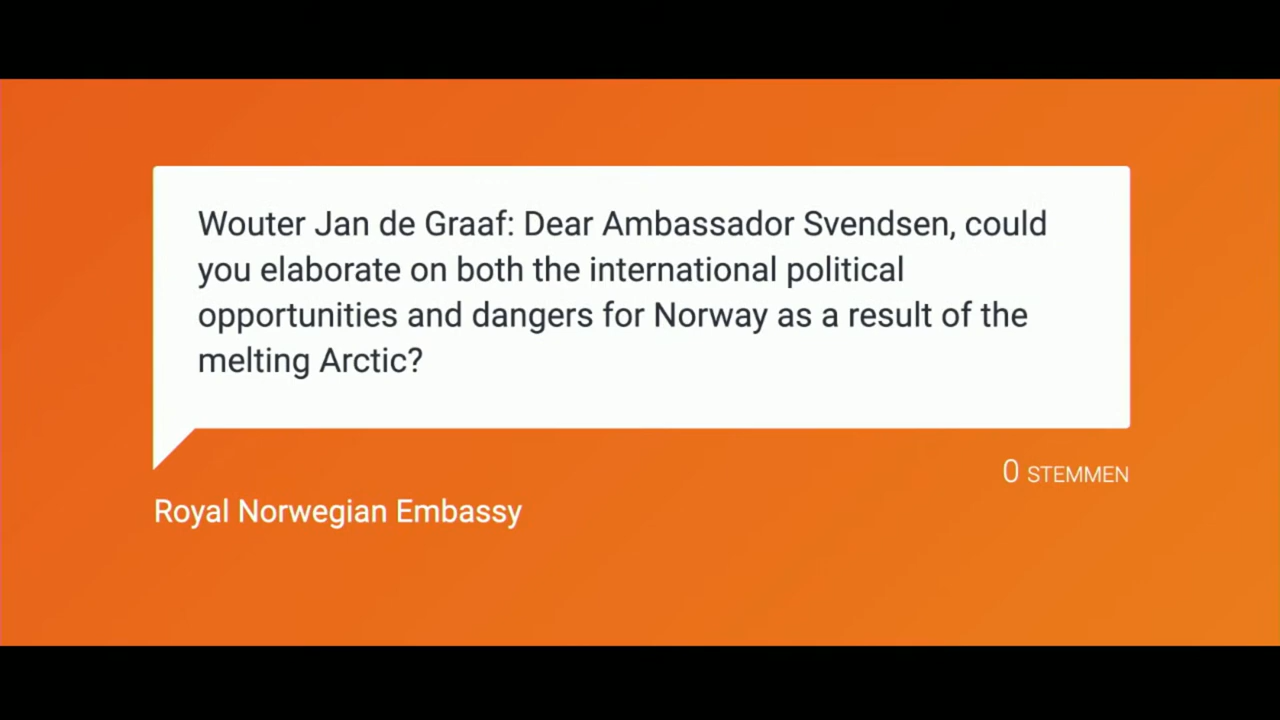 Wouter Jan de Graaf: Dear Ambassador Svendsen, could
you elaborate on both the international political
opportunities and dangers for Norway as a result of the
melting Arctic?
0 STEMMEN
Royal Norwegian Embassy